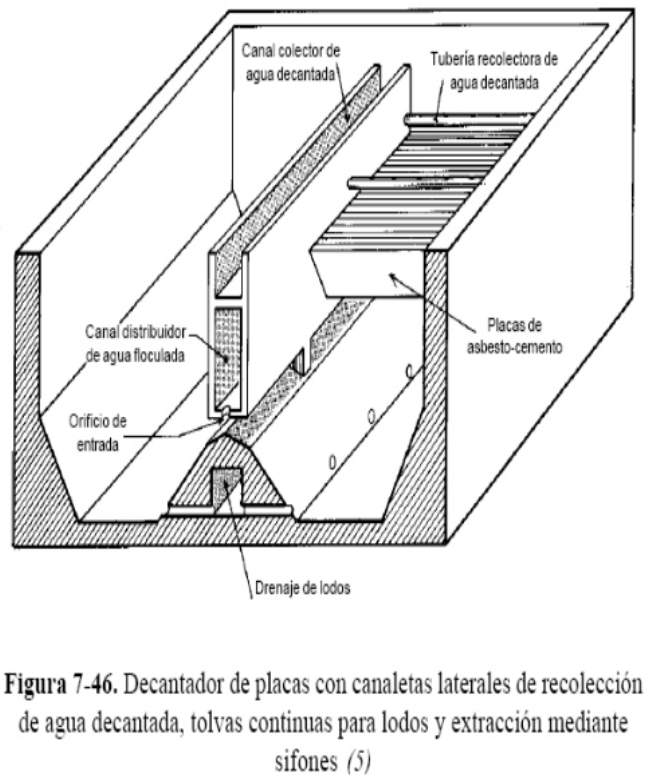 Canal colector de
agua decantada
Tubería recolectora de
agua decantada
Canal distribuidor
de agua floculada
Placas de
asbesto-cemento
Orificio de
entrada
Drenaje de lodos
Figura 7-46. Decantador de placas con canaletas laterales de recolección
de agua decantada, tolvas continuas para lodos y extracción mediante
sifones (5)